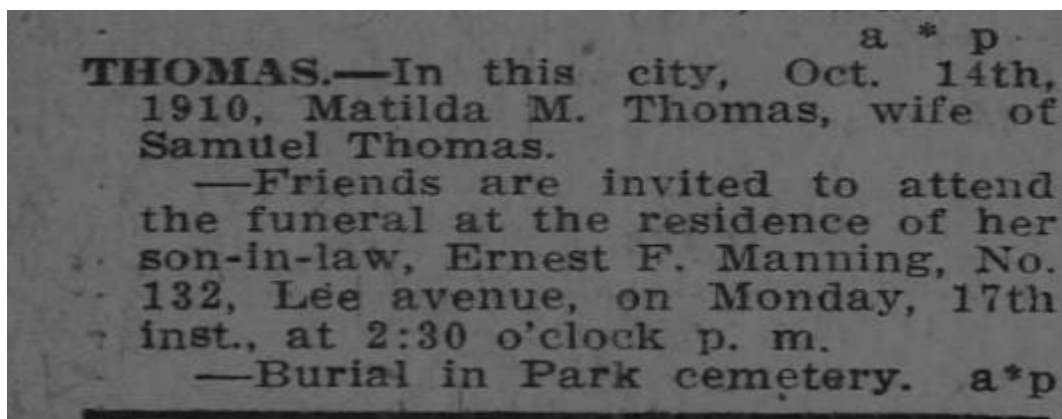 a * p
THOMAS.—In this city, Oct. 14th,
1910, Matilda M. Thomas, wife of
Samuel Thomas.
—Friends are invited to attend
the funeral at the residence of her
son-in-law, Ernest F. Manning, No.
132, Lee avenue, on Monday, 17th
inst., at 2:30 o'clock p. m.
—Burial in Park cemetery. a*p